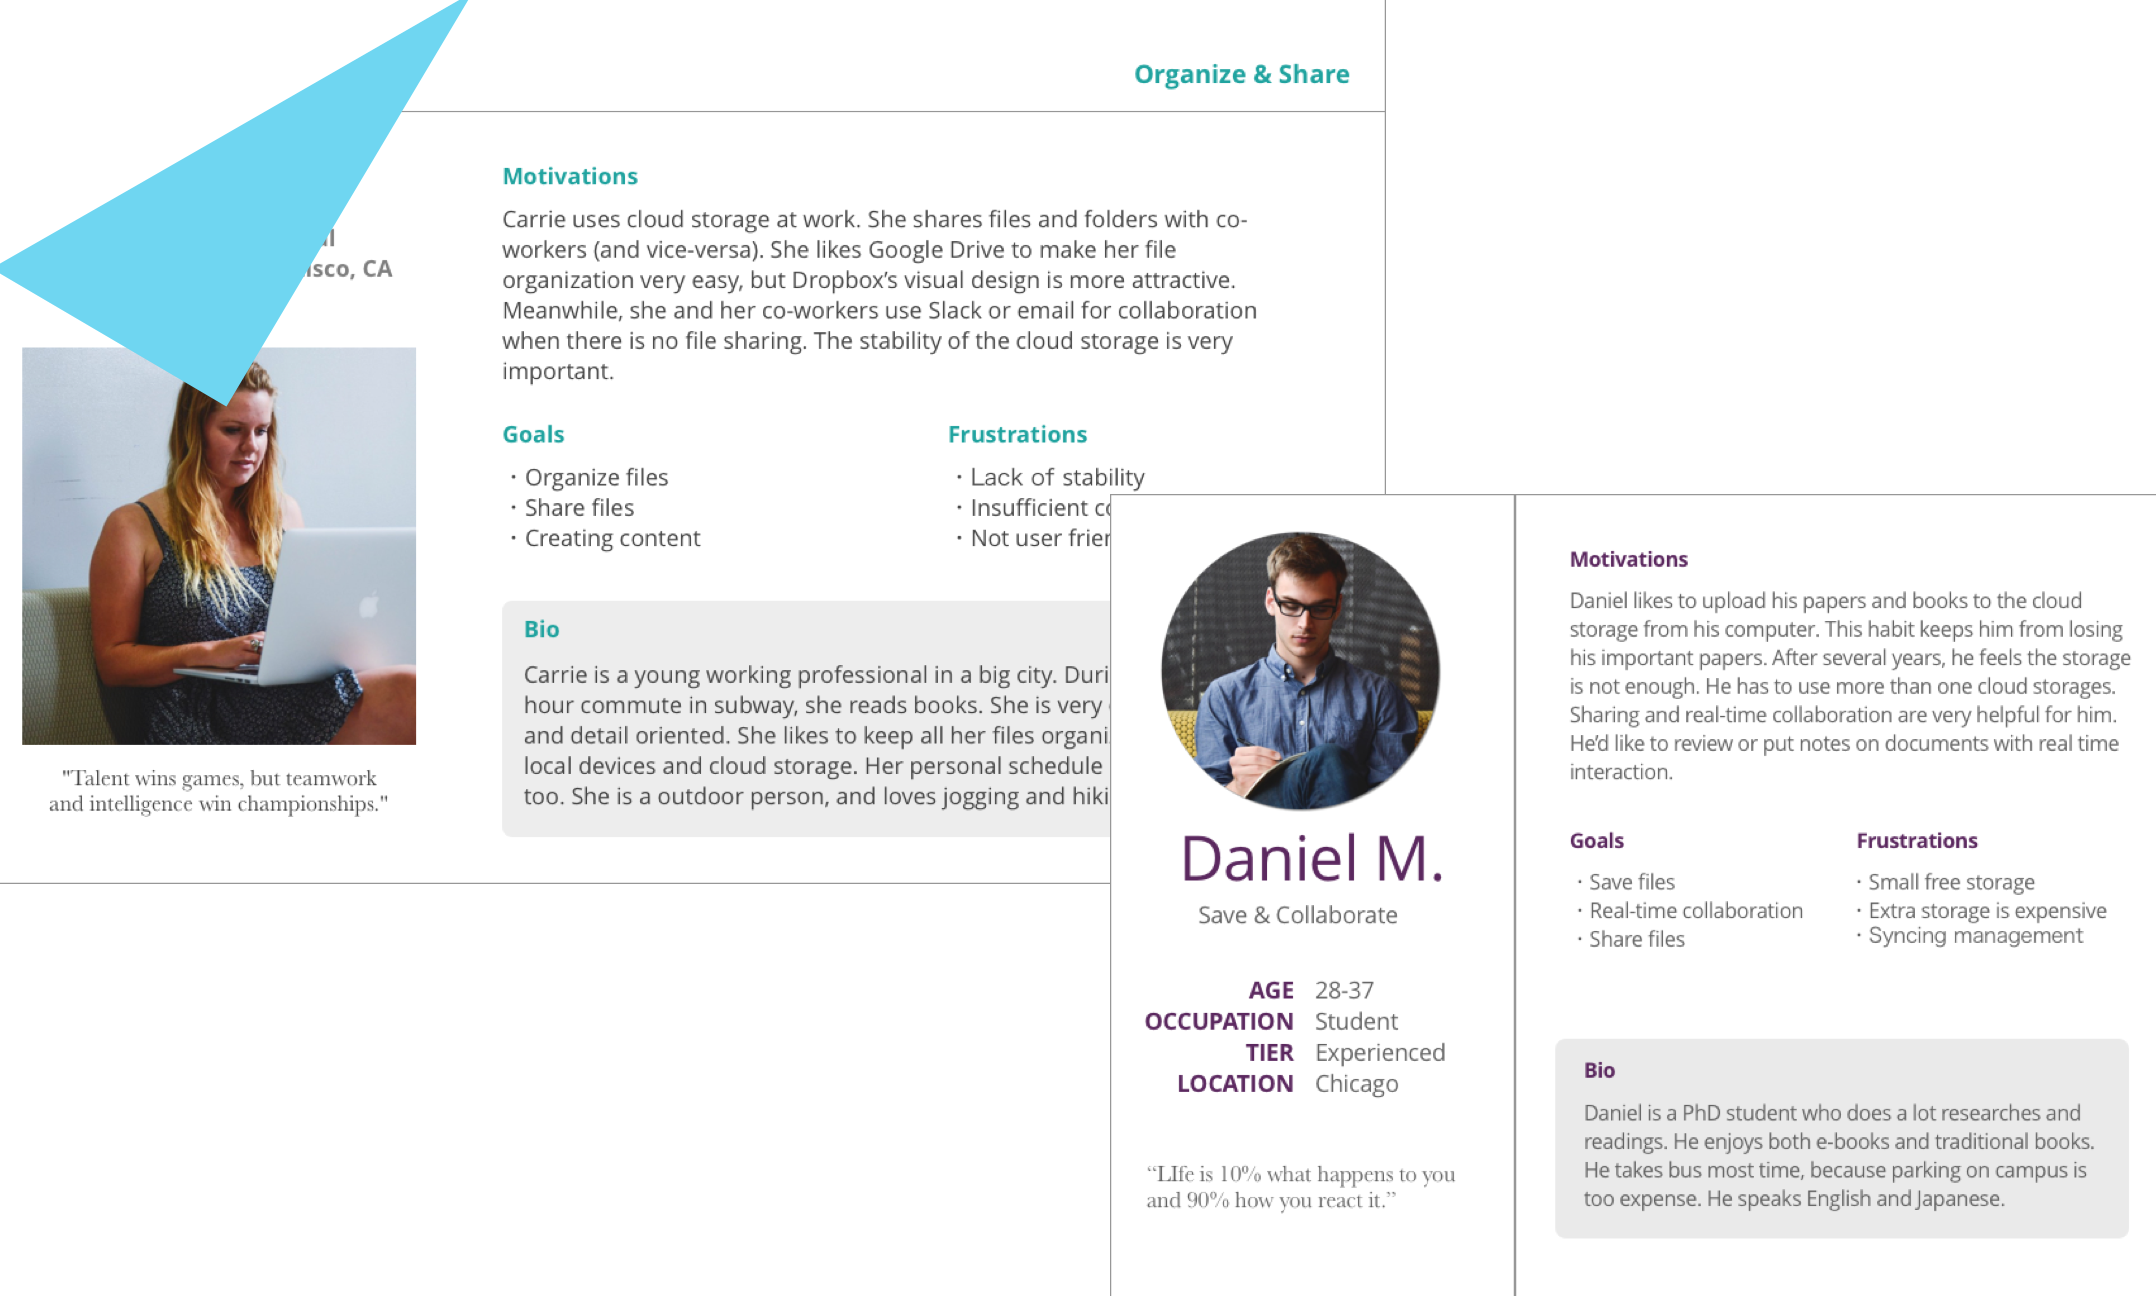 Organize & Share
CA
Motivations
Carrie uses cloud storage at work. She shares files and folders with co-
workers (and vice-versa). She likes Google Drive to make her file
organization very easy, but Dropbox’s visual design is more attractive.
Meanwhile, she and her co-workers use Slack or email for collaboration
when there is no file sharing. The stability of the cloud storage is very
important.
Goals
· Organize files
· Share files
· Creating content
Frustrations
· Lack of stability
· Insufficient
· Not user
Bio
Carrie is a young working professional in a big city.
hour commute in subway, she reads books. She is very
and detail oriented. She likes to keep all her files
local devices and cloud storage. Her personal schedule
too. She is a outdoor person, and loves jogging and
"Talent wins games, but teamwork
and intelligence win championships."
Daniel M.
Save & Collaborate
AGE 28-37
OCCUPATION Student
TIER Experienced
LOCATION Chicago
“LIfe is 10% what happens to you
and 90% how you react it.”
Motivations
Daniel likes to upload his papers and books to the cloud
storage from his computer. This habit keeps him from losing
his important papers. After several years, he feels the storage
is not enough. He has to use more than one cloud storages.
Sharing and real-time collaboration are very helpful for him.
He’d like to review or put notes on documents with real time
interaction.
Goals
· Save files
· Real-time collaboration
· Share files
Frustrations
· Small free storage
· Extra storage is expensive
· Syncing management
Bio
Daniel is a PhD student who does a lot researches and
readings. He enjoys both e-books and traditional books.
He takes bus most time, because parking on campus is
too expense. He speaks English and Japanese.